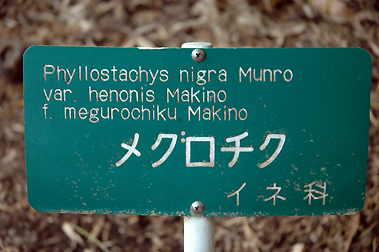 Phyllostachys nigra Munro
var. henonis Makino
f. megurochiku Makino
メグロチク
イネ科